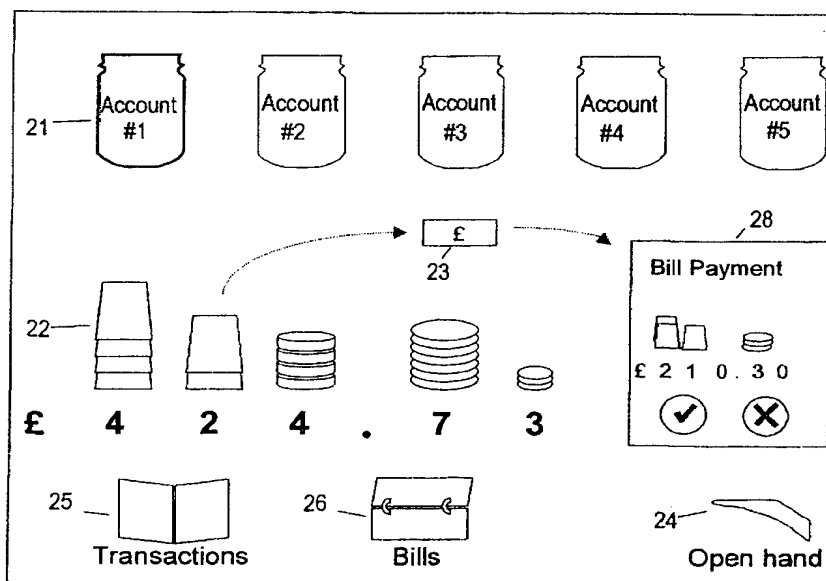 Account Account Account Account Account
21 #1 #2 #3 #4 #5
28
£
23
Bill Payment
22
£ 2 1 0 . 3 0
£ 4 2 4 . 7 3
25 26 24
Transactions Bills Open hand